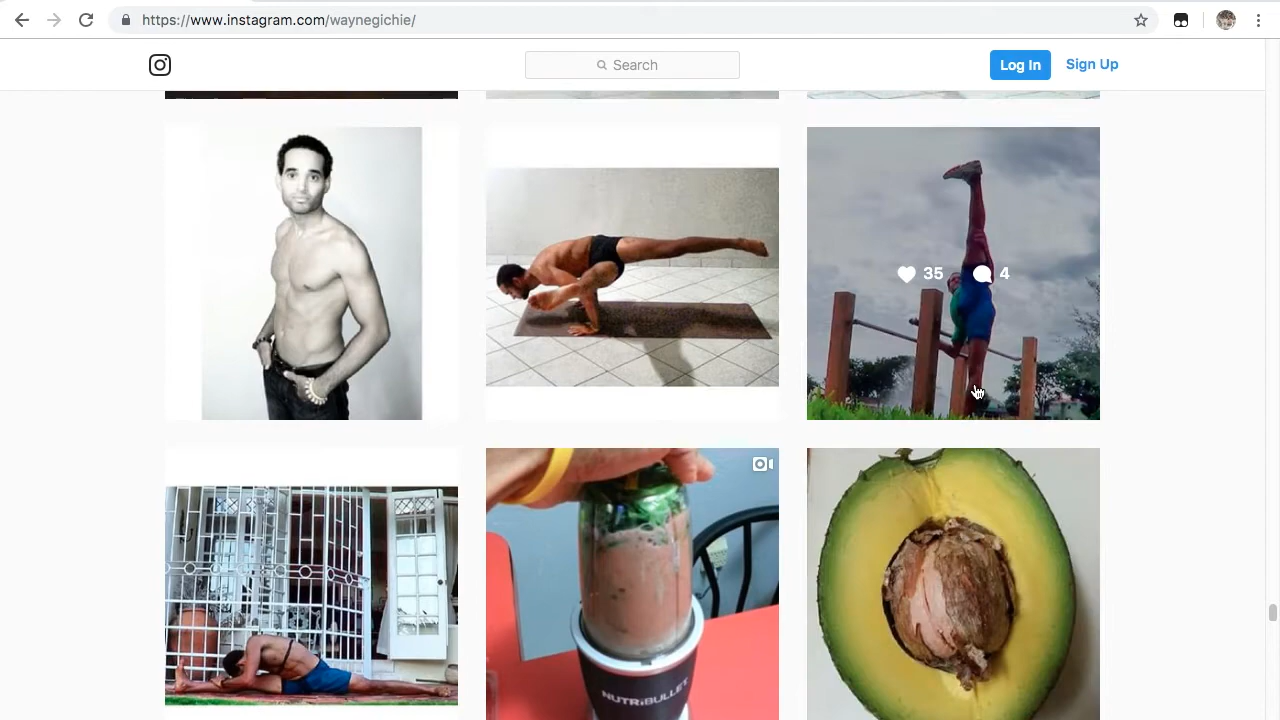 https://www.instagram.com/waynegichie/
Search
Log In
Sign Up
35
4
NUTRiBULLET